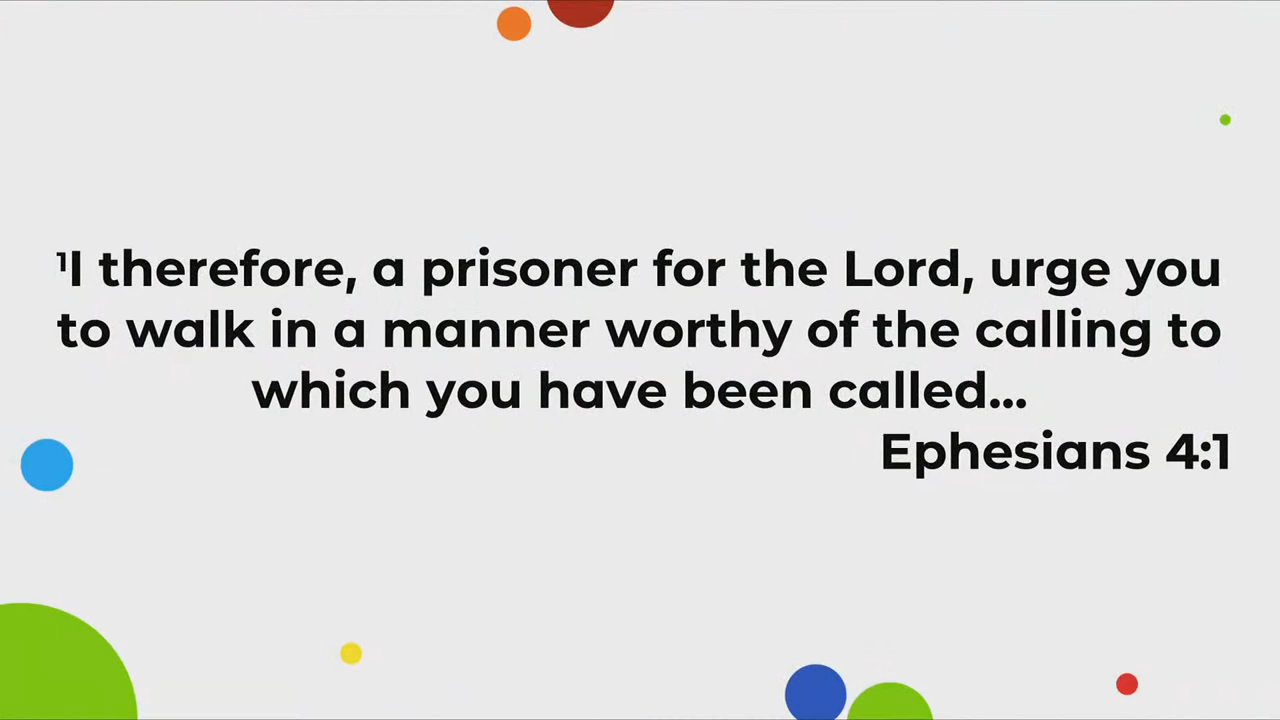 ¹I therefore, a prisoner for the Lord, urge you
to walk in a manner worthy of the calling to
which you have been called...
Ephesians 4:1